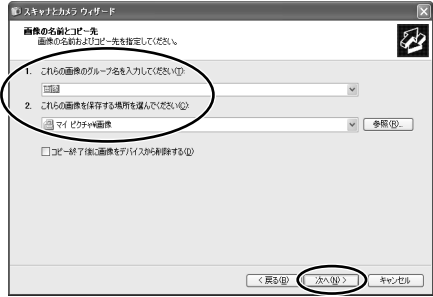 スキャナとカメラ ウィザード
画像の名前とコピー先
画像の名前およびコピー先を指定してください。
1. これらの画像のグループ名を入力してください(T):
画像
2. これらの画像を保存する場所を選んでください(C):
マイ ピクチャ¥画像
参照(R)...
コピー終了後に画像をデバイスから削除する(D)
< 戻る(B)
次へ(N) >
キャンセル